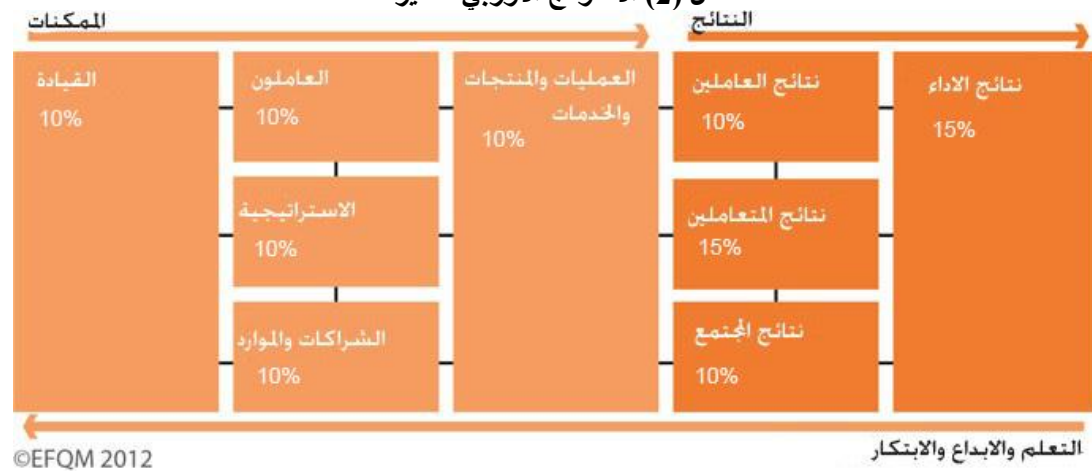 (2)
الممكنات
النتائج
القيادة
10%
العاملون
10%
الاستراتيجية
10%
الشراكات والموارد
10%
العمليات والمنتجات
والخدمات
10%
نتائج العاملين
10%
نتائج المتعاملين
15%
نتائج المجتمع
10%
نتائج الاداء
15%
التعلم والابداع والابتكار
©EFQM 2012